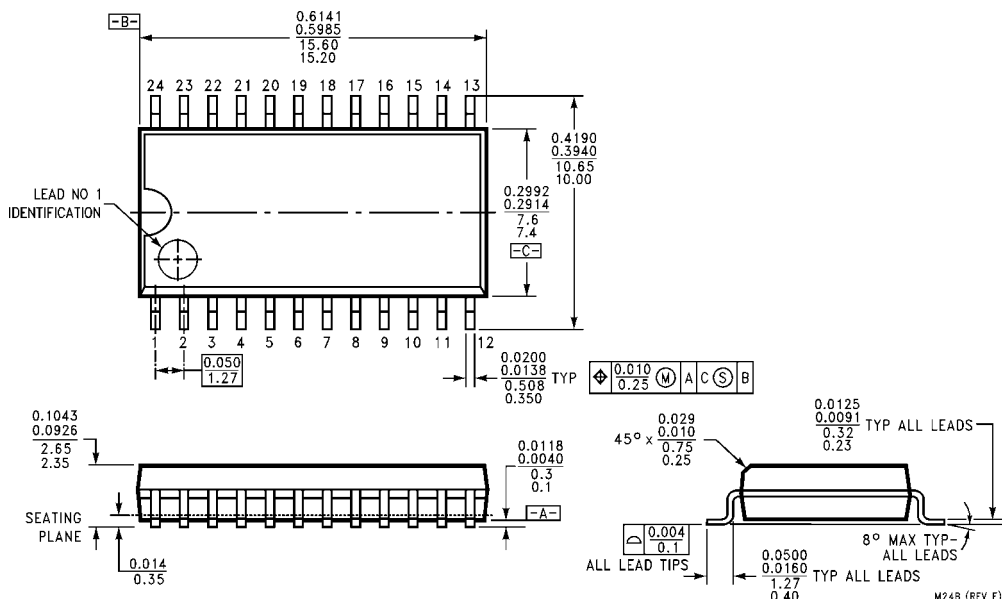 -B-
0.6141
0.5985
15.60
15.20
24 23 22 21 20 19 18 17 16 15 14 13
0.4190
0.3940
10.65
10.00
0.2992
0.2914
7.6
7.4
-C-
LEAD NO 1
IDENTIFICATION
1 2 3 4 5 6 7 8 9 10 11 12
0.050
1.27
0.0200
0.0138
0.508
0.350
TYP
0.010
0.25
M A C S B
0.1043
0.0926
2.65
2.35
0.0118
0.0040
0.3
0.1
-A-
SEATING
PLANE
0.014
0.35
45° x
0.029
0.010
0.75
0.25
0.0125
0.0091
0.32
0.23
TYP ALL LEADS
0.004
0.1
ALL LEAD TIPS
8° MAX TYP-
ALL LEADS
0.0500
0.0160
1.27
0.40
TYP ALL LEADS
M24B (REV F)